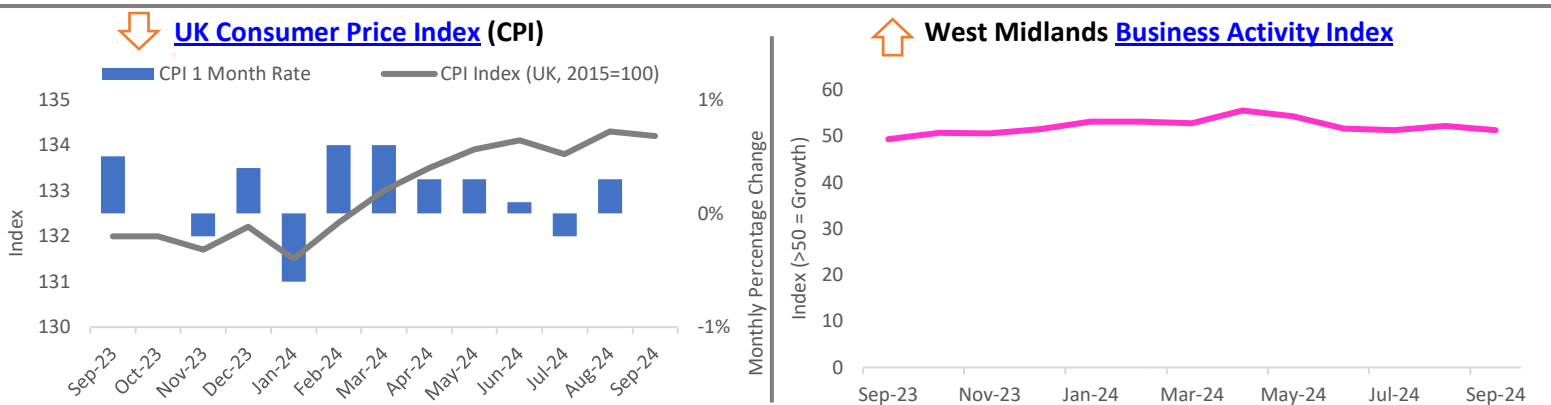 UK Consumer Price Index (CPI)
CPI 1 Month Rate
CPI Index (UK, 2015=100)
135
134
133
132
131
130
Index
1%
0%
-1%
Monthly Percentage Change
Sep-23
Oct-23
Nov-23
Dec-23
Jan-24
Feb-24
Mar-24
Apr-24
May-24
Jun-24
Jul-24
Aug-24
Sep-24
West Midlands Business Activity Index
60
50
40
30
20
10
0
Index (>50 = Growth)
Sep-23
Nov-23
Jan-24
Mar-24
May-24
Jul-24
Sep-24